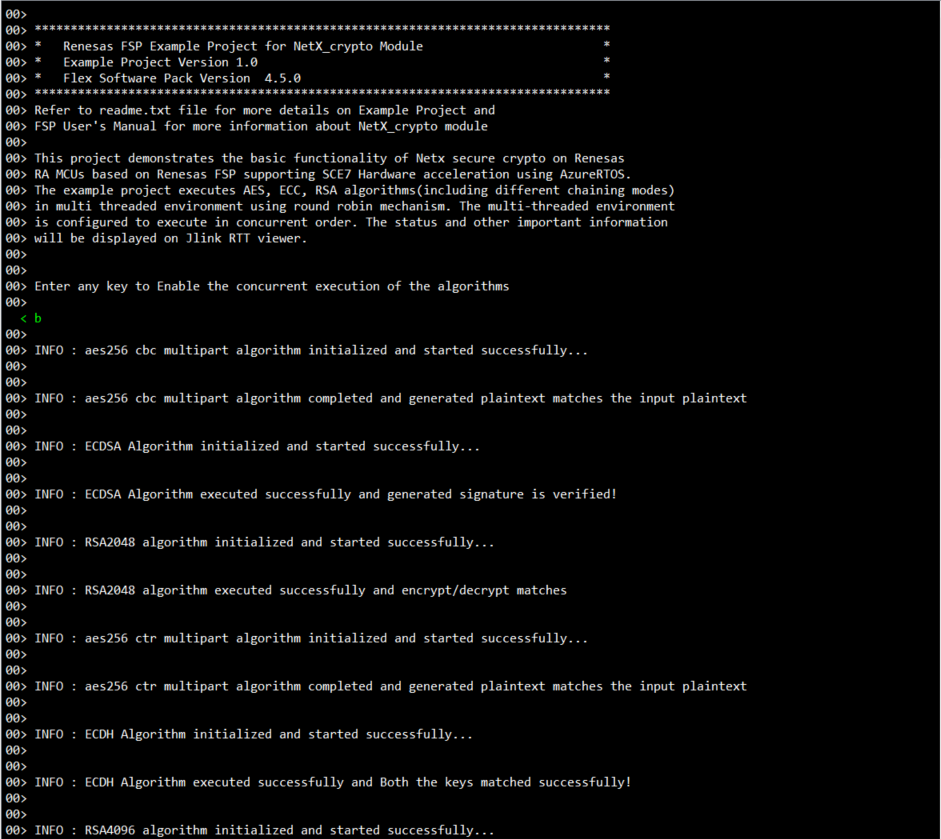 00>
00> ********************************************************************************
00> *   Renesas FSP Example Project for NetX_crypto Module                         *
00> *   Example Project Version 1.0                                                *
00> *   Flex Software Pack Version  4.5.0                                          *
00> ********************************************************************************
00> Refer to readme.txt file for more details on Example Project and
00> FSP User's Manual for more information about NetX_crypto module
00>
00> This project demonstrates the basic functionality of Netx secure crypto on Renesas
00> RA MCUs based on Renesas FSP supporting SCE7 Hardware acceleration using AzureRTOS.
00> The example project executes AES, ECC, RSA algorithms(including different chaining modes)
00> in multi threaded environment using round robin mechanism. The multi-threaded environment
00> is configured to execute in concurrent order. The status and other important information
00> will be displayed on Jlink RTT viewer.
00>
00>
00> Enter any key to Enable the concurrent execution of the algorithms
00>
< b
00>
00> INFO : aes256 cbc multipart algorithm initialized and started successfully...
00>
00>
00> INFO : aes256 cbc multipart algorithm completed and generated plaintext matches the input plaintext
00>
00>
00> INFO : ECDSA Algorithm initialized and started successfully...
00>
00>
00> INFO : ECDSA Algorithm executed successfully and generated signature is verified!
00>
00>
00> INFO : RSA2048 algorithm initialized and started successfully...
00>
00>
00> INFO : RSA2048 algorithm executed successfully and encrypt/decrypt matches
00>
00>
00> INFO : aes256 ctr multipart algorithm initialized and started successfully...
00>
00>
00> INFO : aes256 ctr multipart algorithm completed and generated plaintext matches the input plaintext
00>
00>
00> INFO : ECDH Algorithm initialized and started successfully...
00>
00>
00> INFO : ECDH Algorithm executed successfully and Both the keys matched successfully!
00>
00>
00> INFO : RSA4096 algorithm initialized and started successfully...